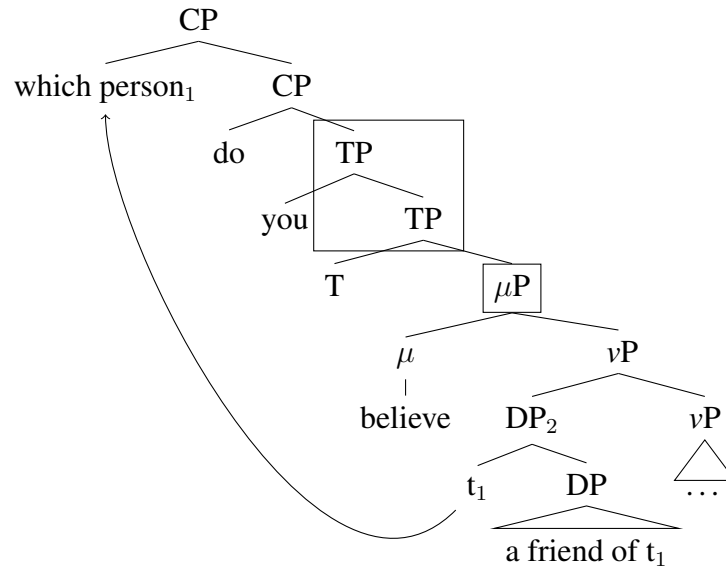 CP
which person₁ CP
do TP
you TP
T μP
μ vP
believe DP₂ vP
t₁ DP ...
a friend of t₁